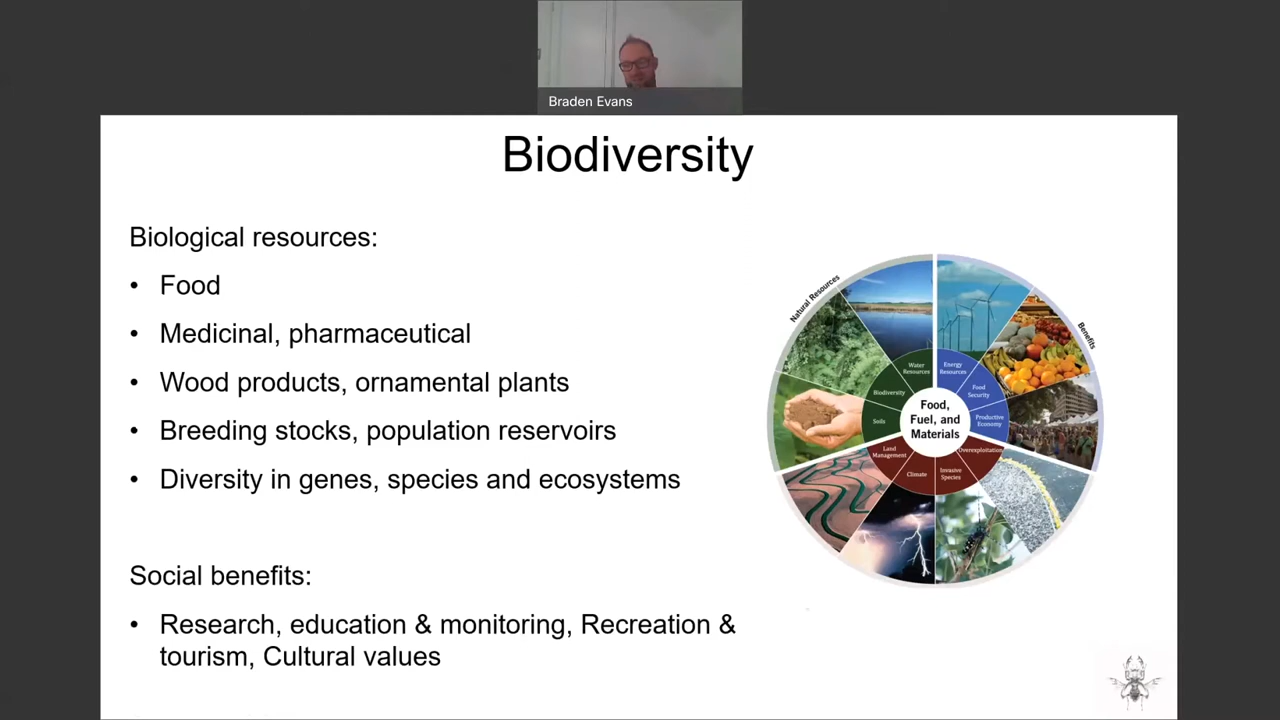 Braden Evans
Biodiversity
Biological resources:
• Food
• Medicinal, pharmaceutical
• Wood products, ornamental plants
• Breeding stocks, population reservoirs
• Diversity in genes, species and ecosystems
Social benefits:
• Research, education & monitoring, Recreation &
tourism, Cultural values
Natural Resources
Benefits
Water
Resources
Energy
Resources
Biodiversity
Food
Security
Soils
Productive
Economy
Food,
Fuel, and
Materials
Land
Management
Overexploitation
Climate
Invasive
Species